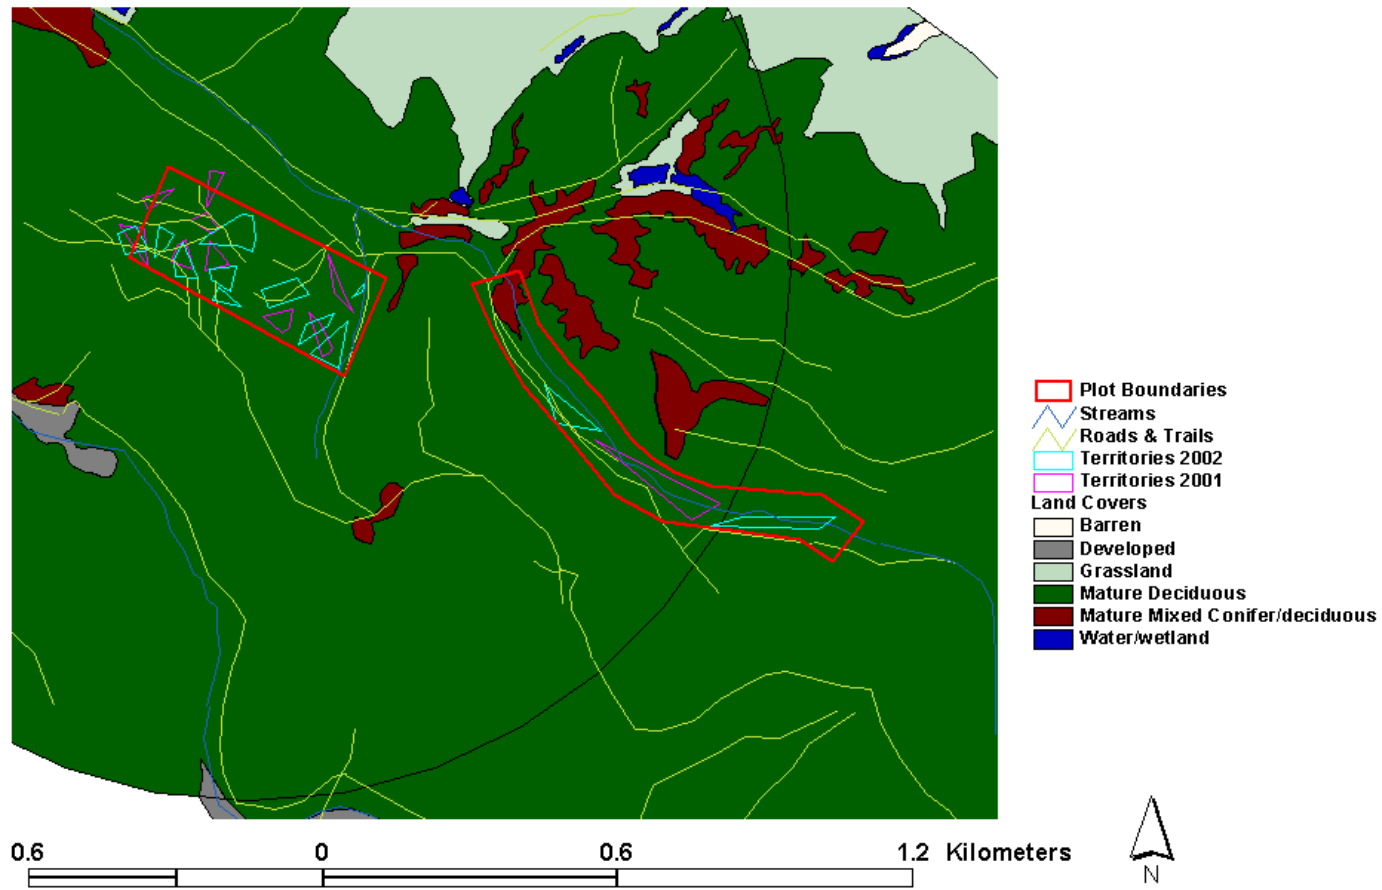 Plot Boundaries
Streams
Roads & Trails
Territories 2002
Territories 2001
Land Covers
Barren
Developed
Grassland
Mature Deciduous
Mature Mixed Conifer/deciduous
Water/wetland
0.6 0 0.6 1.2 Kilometers
N